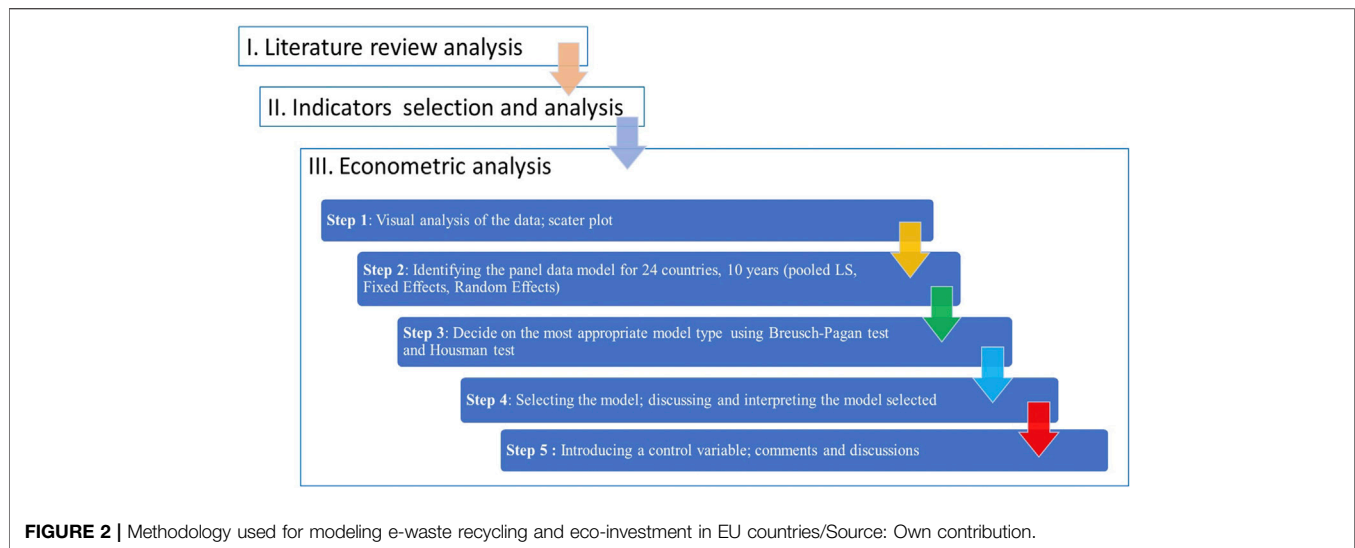 I. Literature review analysis
II. Indicators selection and analysis
III. Econometric analysis
Step 1: Visual analysis of the data; scater plot
Step 2: Identifying the panel data model for 24 countries, 10 years (pooled LS,
Fixed Effects, Random Effects)
Step 3: Decide on the most appropriate model type using Breusch-Pagan test
and Housman test
Step 4: Selecting the model; discussing and interpreting the model selected
Step 5 : Introducing a control variable; comments and discussions
FIGURE 2 | Methodology used for modeling e-waste recycling and eco-investment in EU countries/Source: Own contribution.